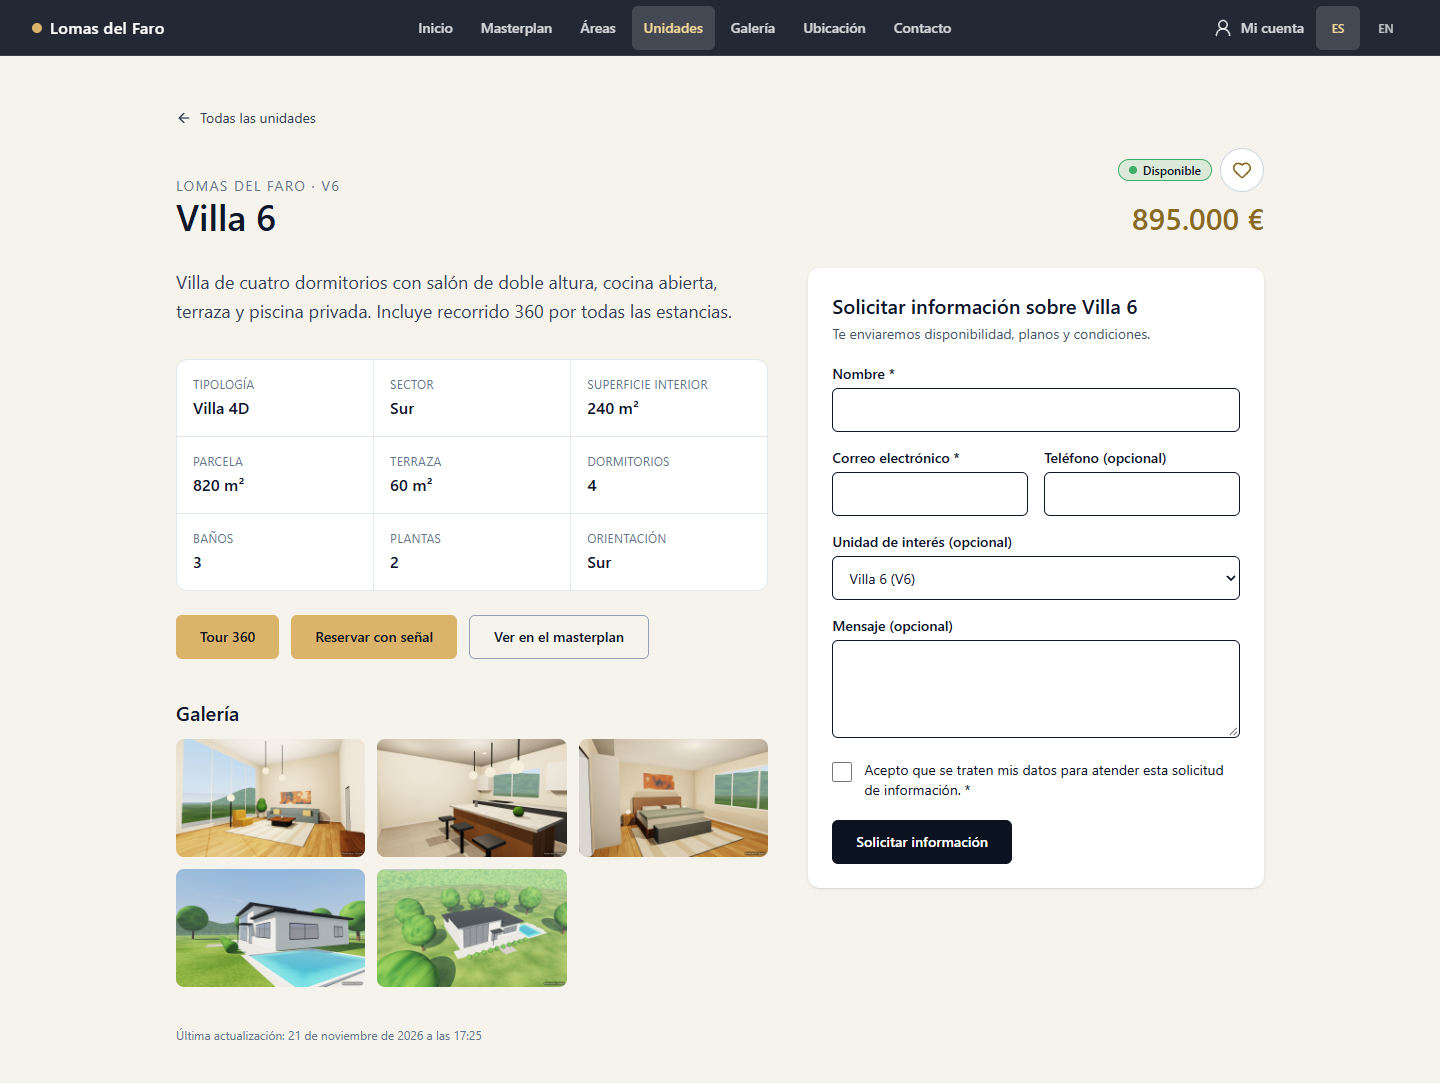 Lomas del Faro
Inicio
Masterplan
Áreas
Unidades
Galería
Ubicación
Contacto
Mi cuenta
ES
EN
Todas las unidades
LOMAS DEL FARO · V6
Villa 6
Disponible
895.000 €
Villa de cuatro dormitorios con salón de doble altura, cocina abierta,
terraza y piscina privada. Incluye recorrido 360 por todas las estancias.
TIPOLOGÍA
Villa 4D
SECTOR
Sur
SUPERFICIE INTERIOR
240 m²
PARCELA
820 m²
TERRAZA
60 m²
DORMITORIOS
4
BAÑOS
3
PLANTAS
2
ORIENTACIÓN
Sur
Tour 360
Reservar con señal
Ver en el masterplan
Galería
Última actualización: 21 de noviembre de 2026 a las 17:25
Solicitar información sobre Villa 6
Te enviaremos disponibilidad, planos y condiciones.
Nombre *
Correo electrónico *
Teléfono (opcional)
Unidad de interés (opcional)
Villa 6 (V6)
Mensaje (opcional)
Acepto que se traten mis datos para atender esta solicitud
de información. *
Solicitar información